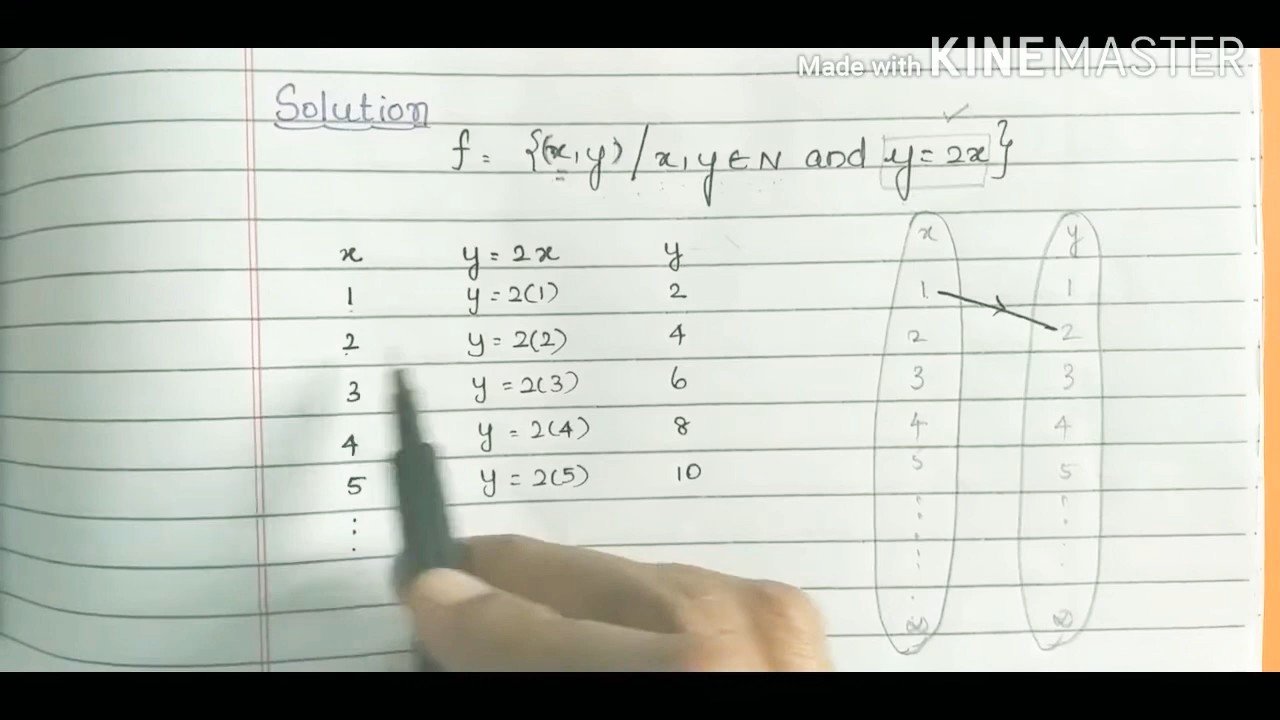 Made with KINEMASTER
Solution
f = {(x, y) / x, y ∈ N and y = 2x}
x y = 2x y
1 y = 2(1) 2
2 y = 2(2) 4
3 y = 2(3) 6
4 y = 2(4) 8
5 y = 2(5) 10
⋮
x y
1 1
2 2
3 3
4 4
5 5
⋮ ⋮
∞ ∞